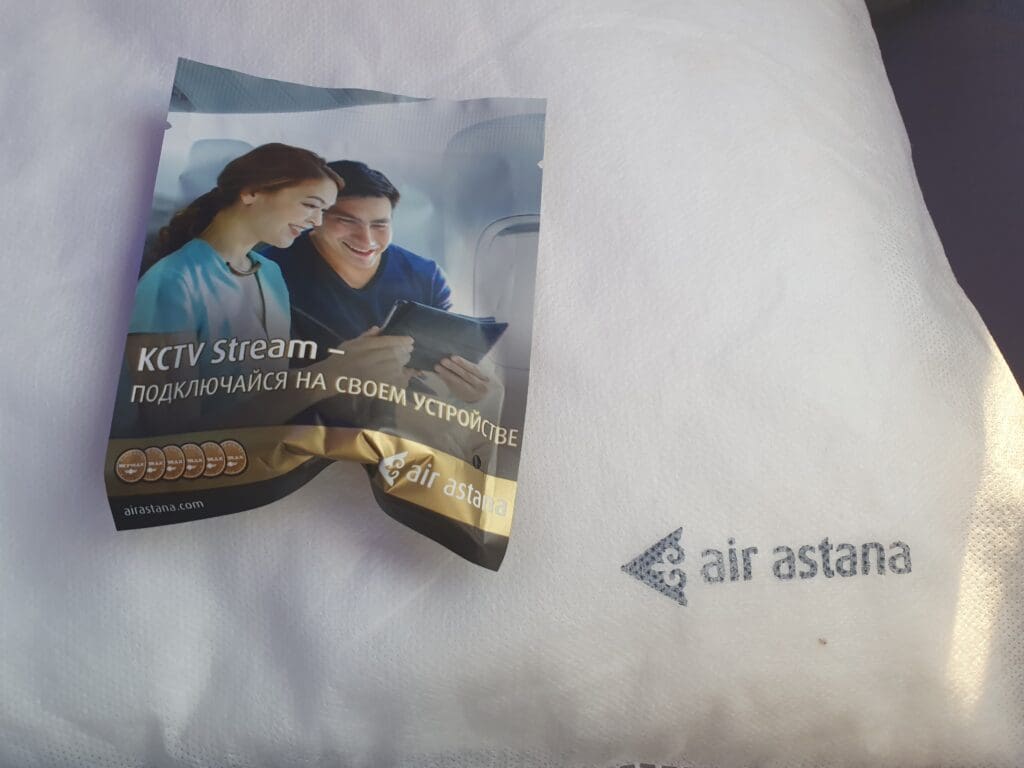 KCTV Stream –
ПОДКЛЮЧАЙСЯ НА СВОЕМ УСТРОЙСТВЕ
air astana
airastana.com
air astana